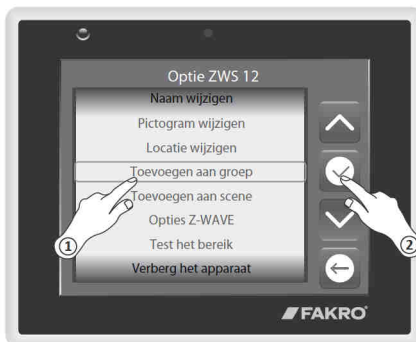 Optie ZWS 12
Naam wijzigen
Pictogram wijzigen
Locatie wijzigen
Toevoegen aan groep
Toevoegen aan scene
Opties Z-WAVE
Test het bereik
Verberg het apparaat
1
2
FAKRO